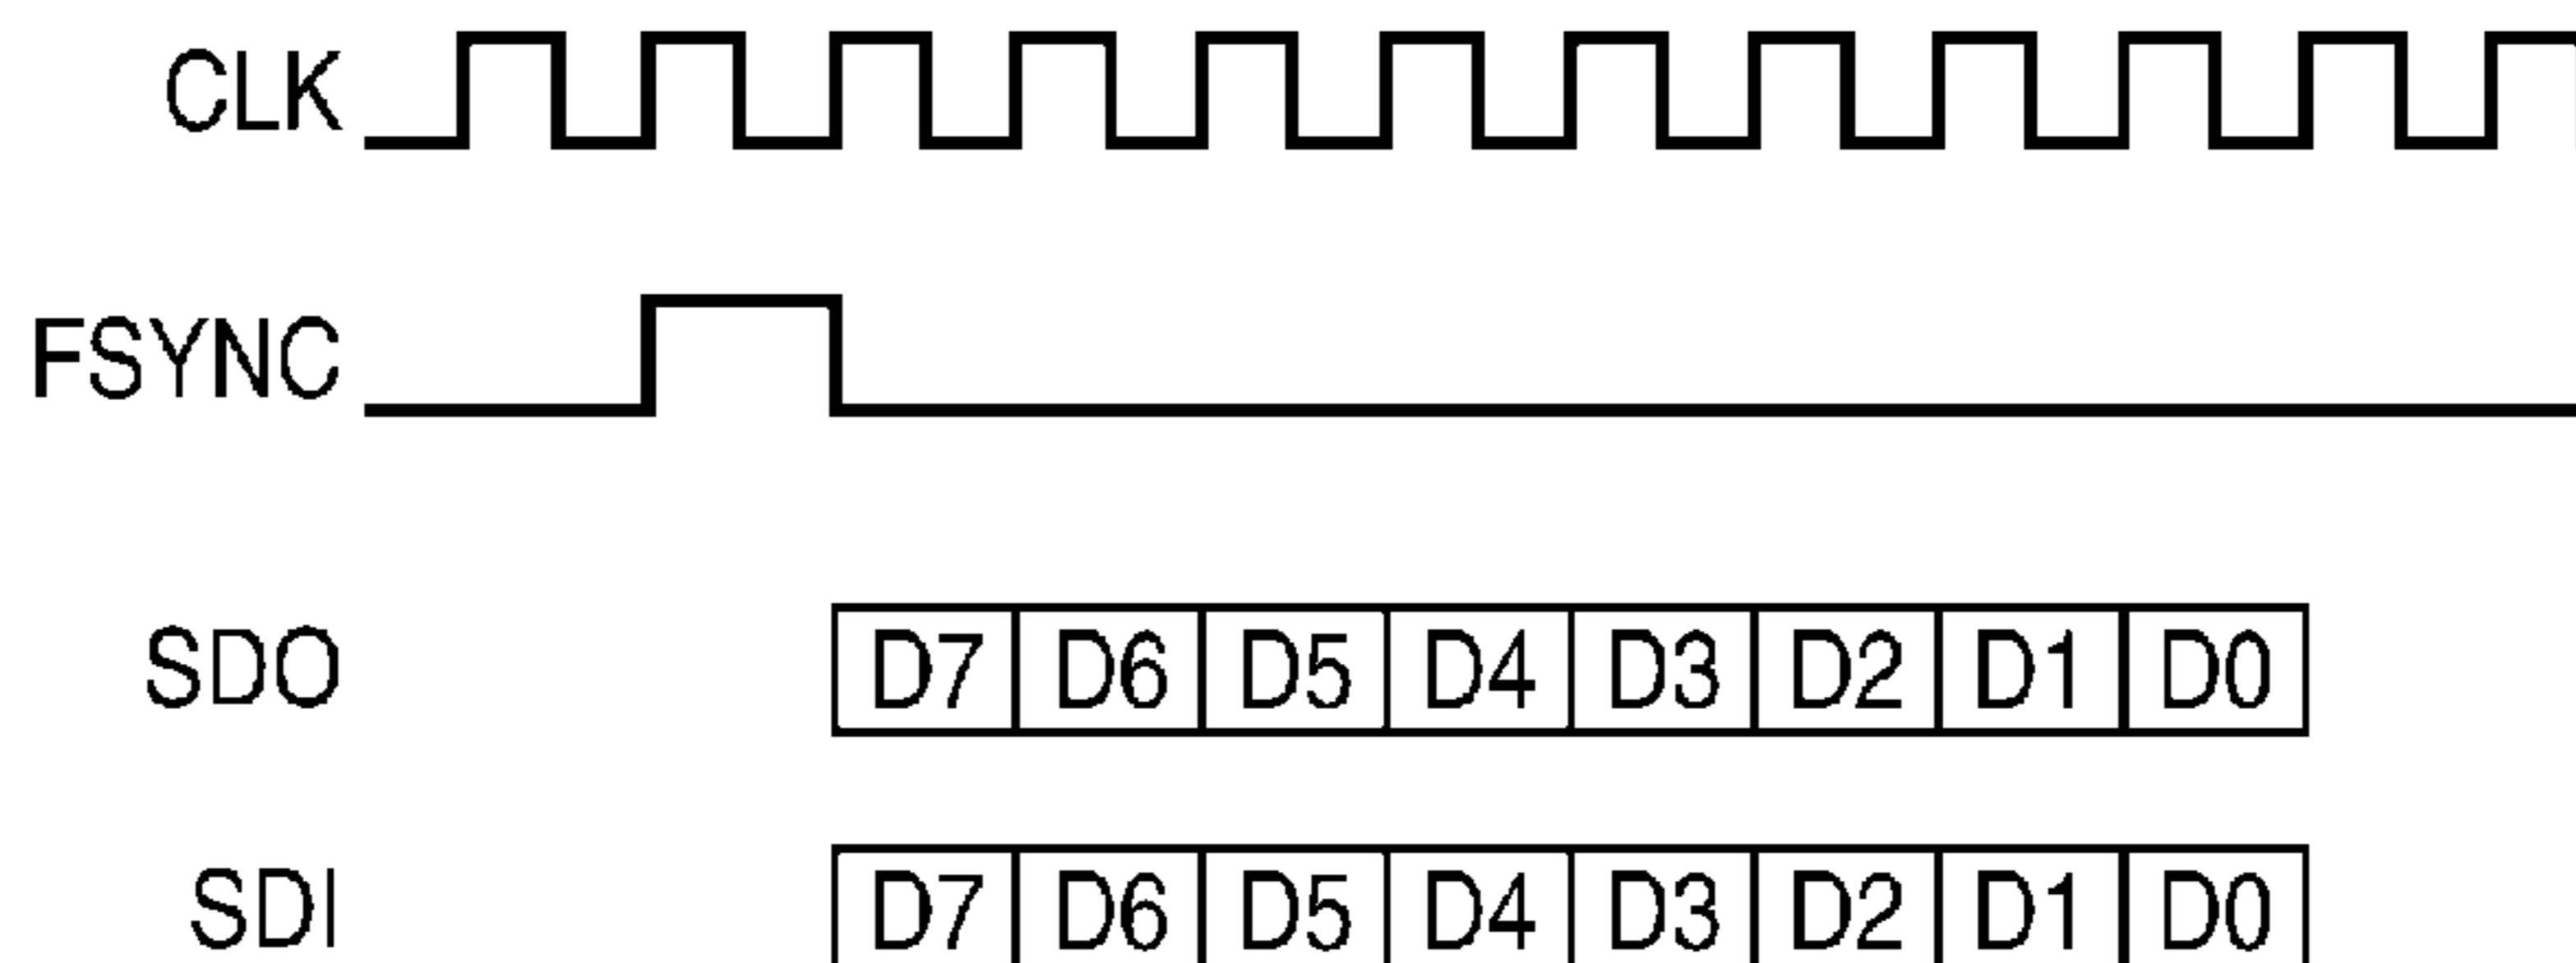 CLK
FSYNC
SDO D7 D6 D5 D4 D3 D2 D1 D0
SDI D7 D6 D5 D4 D3 D2 D1 D0